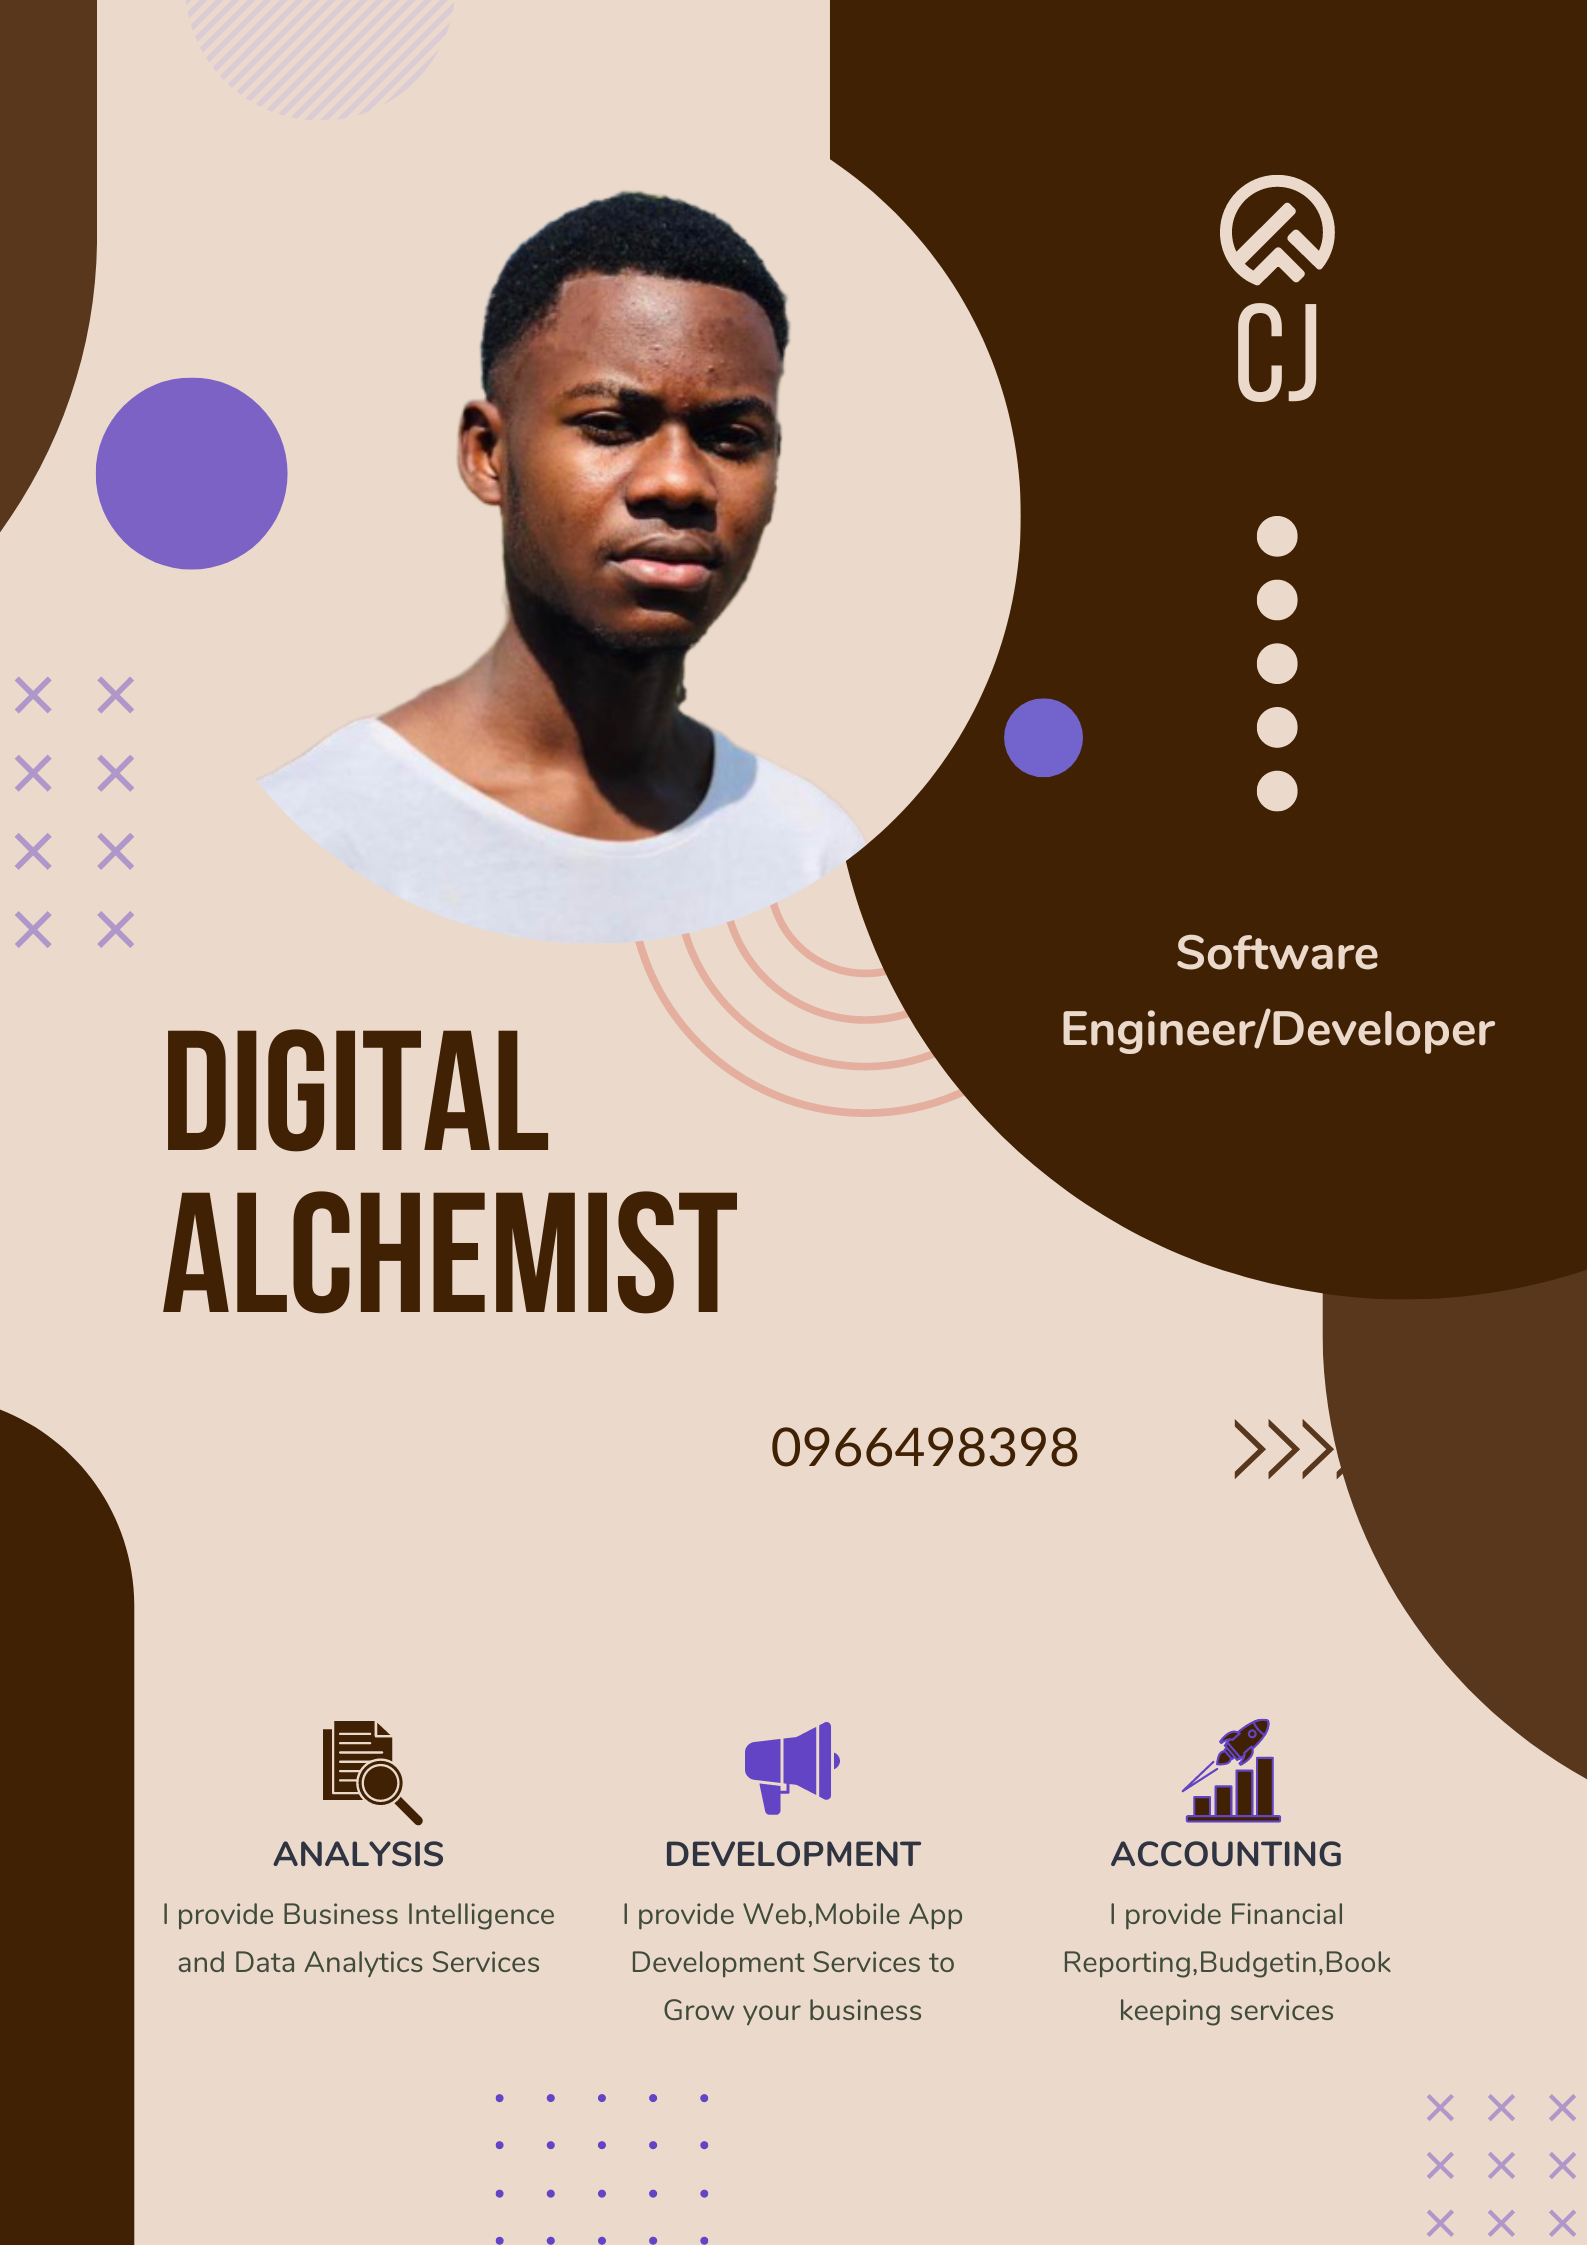 CJ
Software
Engineer/Developer
DIGITAL
ALCHEMIST
0966498398
ANALYSIS
I provide Business Intelligence
and Data Analytics Services
DEVELOPMENT
I provide Web,Mobile App
Development Services to
Grow your business
ACCOUNTING
I provide Financial
Reporting,Budgetin,Book
keeping services